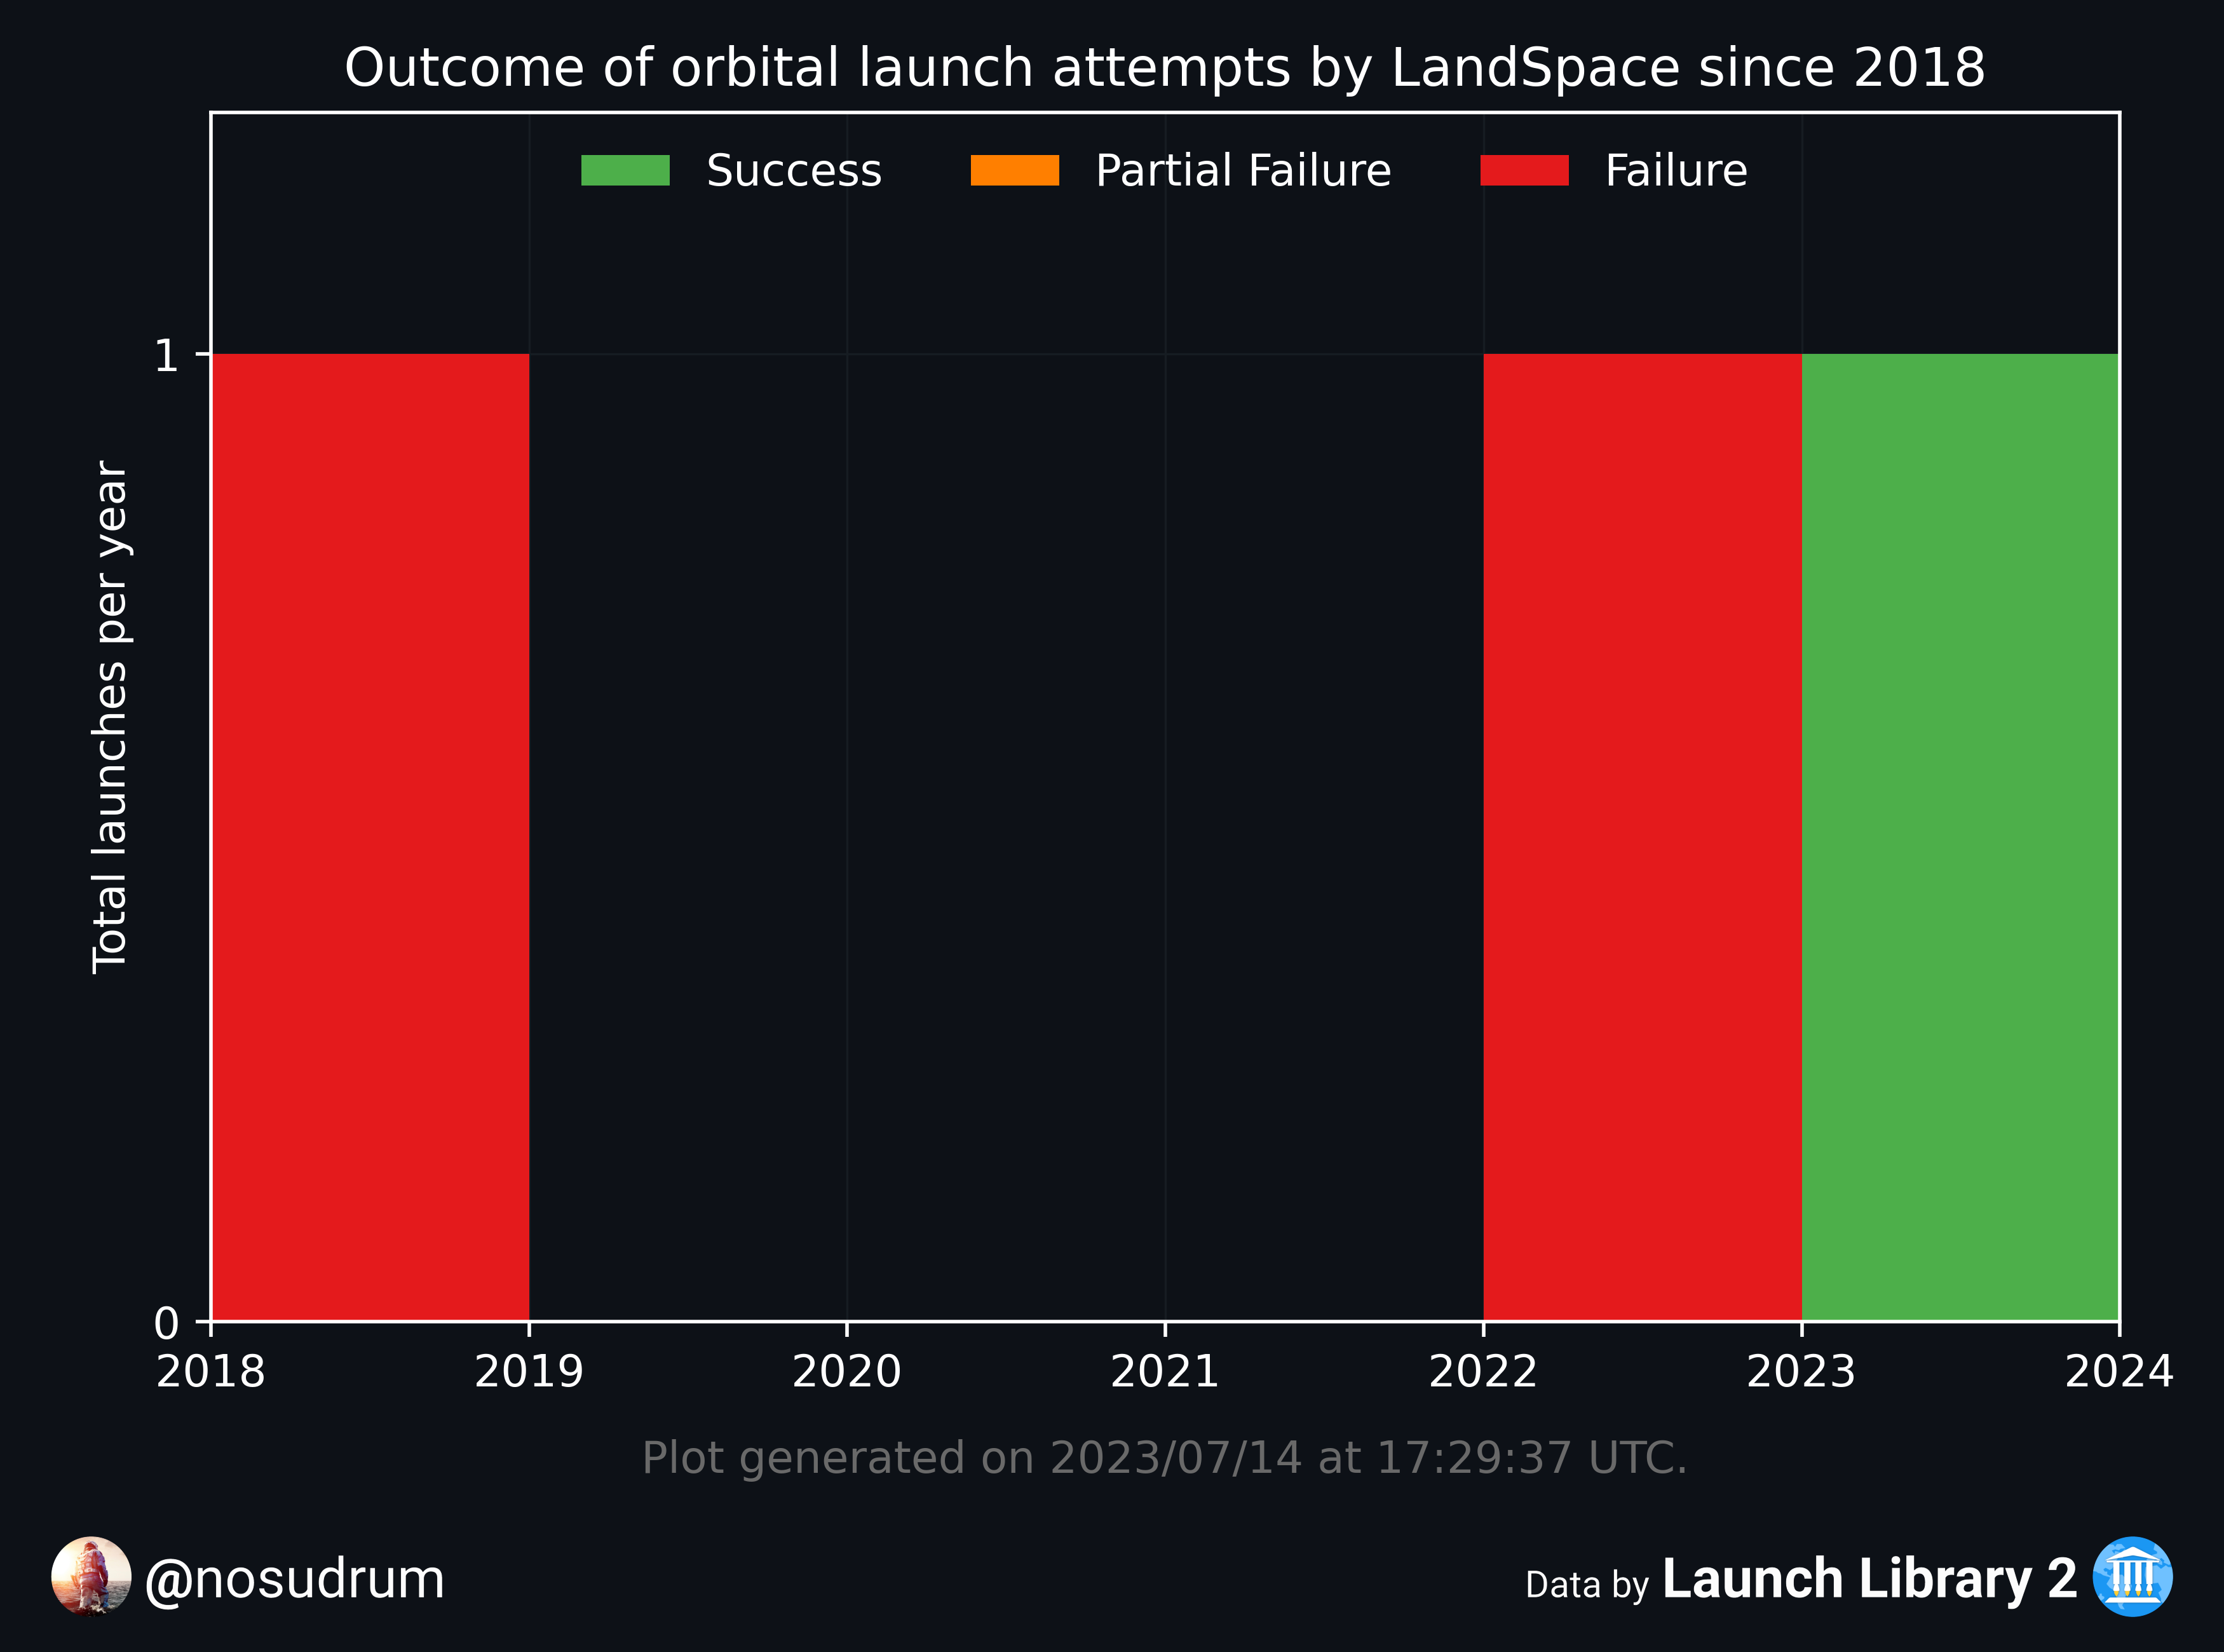 Outcome of orbital launch attempts by LandSpace since 2018
Success Partial Failure Failure
Total launches per year
1
0
2018 2019 2020 2021 2022 2023 2024
Plot generated on 2023/07/14 at 17:29:37 UTC.
@nosudrum
Data by Launch Library 2